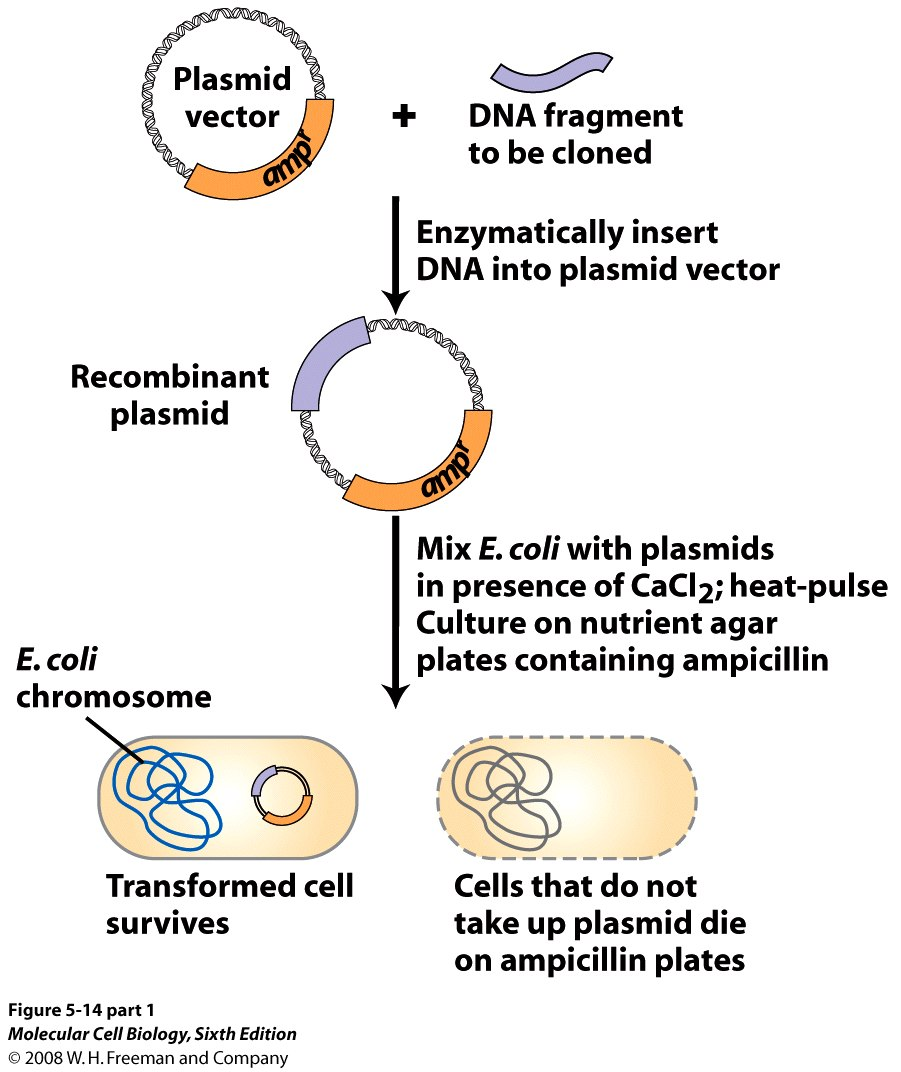 Plasmid
vector
amp^r
+
DNA fragment
to be cloned
Enzymatically insert
DNA into plasmid vector
Recombinant
plasmid
amp^r
Mix E. coli with plasmids
in presence of CaCl₂; heat-pulse
Culture on nutrient agar
plates containing ampicillin
E. coli
chromosome
Transformed cell
survives
Cells that do not
take up plasmid die
on ampicillin plates
Figure 5-14 part 1
Molecular Cell Biology, Sixth Edition
© 2008 W. H. Freeman and Company